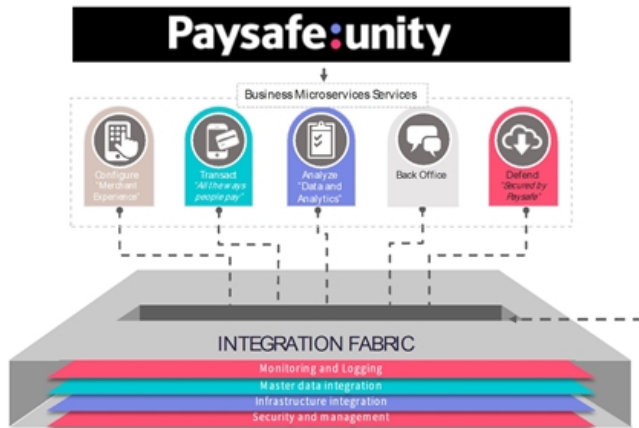 Paysafe:unity
Business Microservices Services
Configure
"Merchant
Experience"
Transact
"All the ways
people pay"
Analyze
"Data and
Analytics"
Back Office
Defend
"Secured by
Paysafe"
INTEGRATION FABRIC
Monitoring and Logging
Master data integration
Infrastructure integration
Security and management